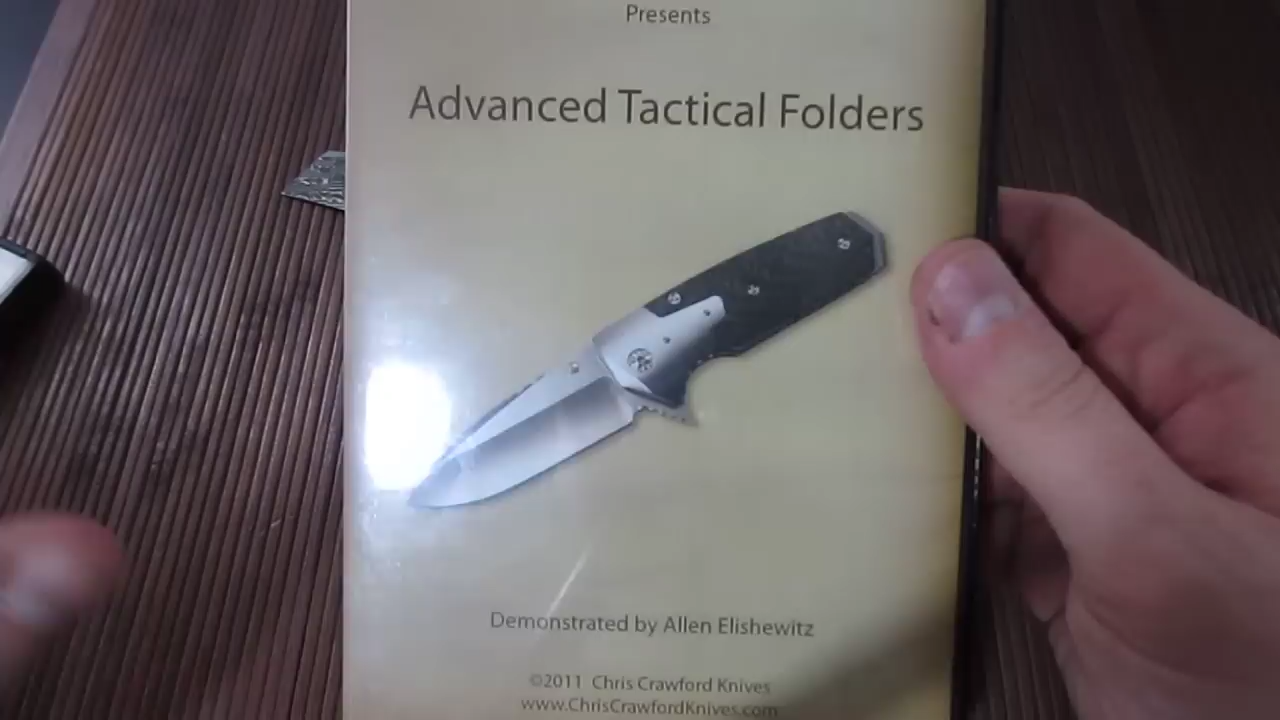 Presents
Advanced Tactical Folders
Demonstrated by Allen Elishewitz
©2011 Chris Crawford Knives
www.ChrisCrawfordKnives.com